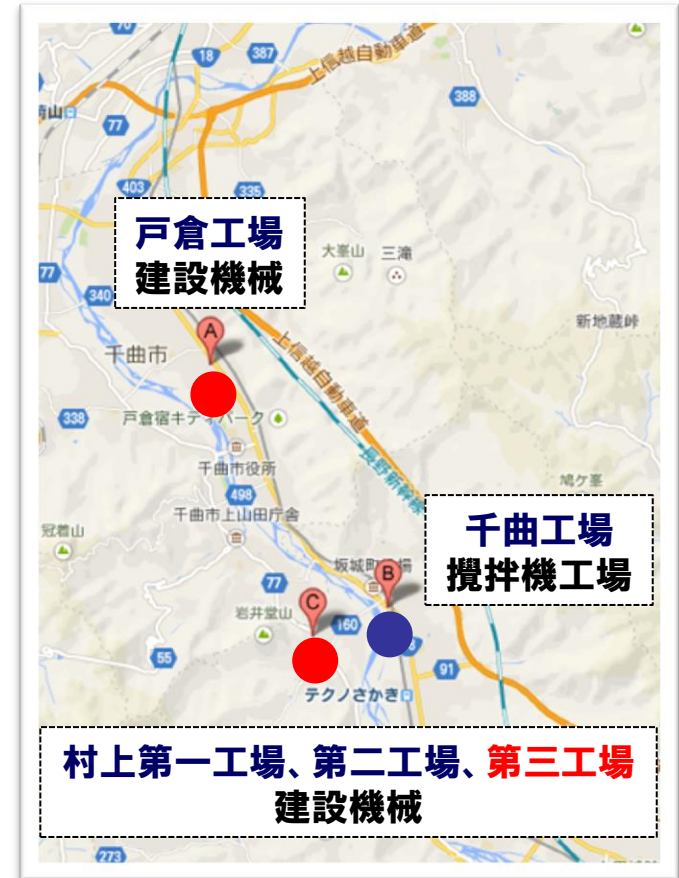 18
387
上信越自動車道
388
77
403
335
戸倉工場
建設機械
大峯山
三滝
77
340
新地蔵峠
A
千曲市
上信越自動車道
338
戸倉宿キティパーク
長野新幹線
千曲市役所
498
鳩ケ峯
千曲市上山田庁舎
千曲工場
攪拌機工場
冠着山
坂城町
B
77
C
岩井堂山
160
55
91
テクノさかき
村上第一工場、第二工場、第三工場
建設機械
273